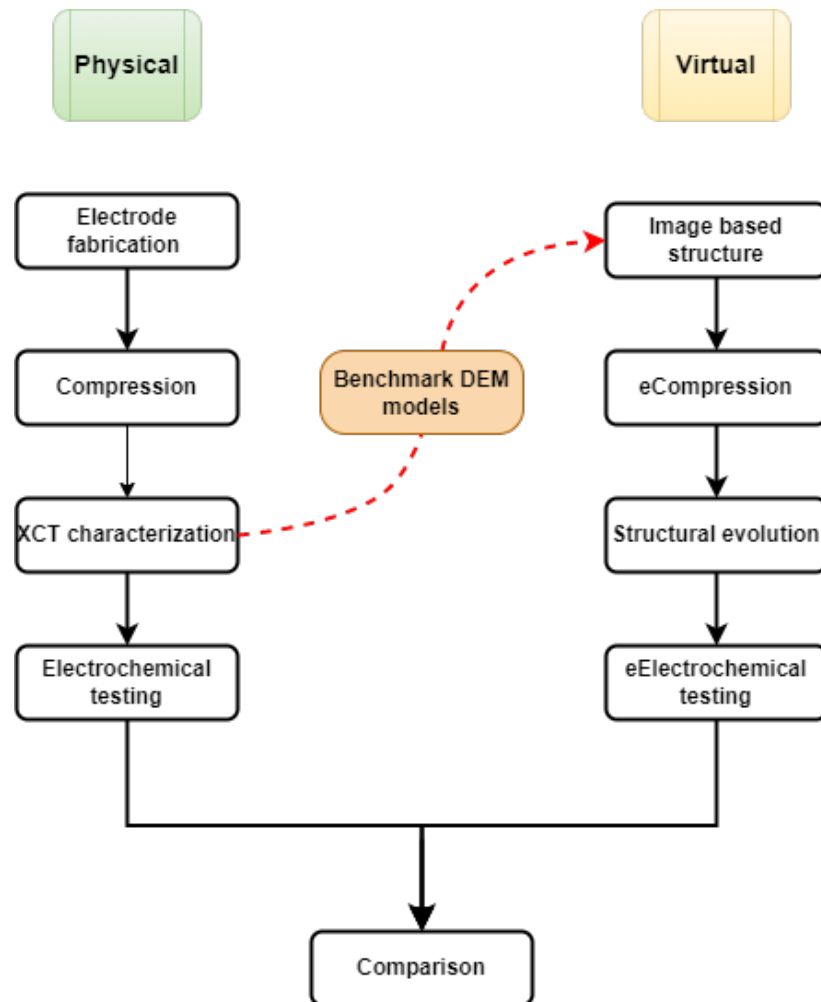 Physical
Virtual
Electrode
fabrication
Image based
structure
Benchmark DEM
models
Compression
eCompression
XCT characterization
Structural evolution
Electrochemical
testing
eElectrochemical
testing
Comparison